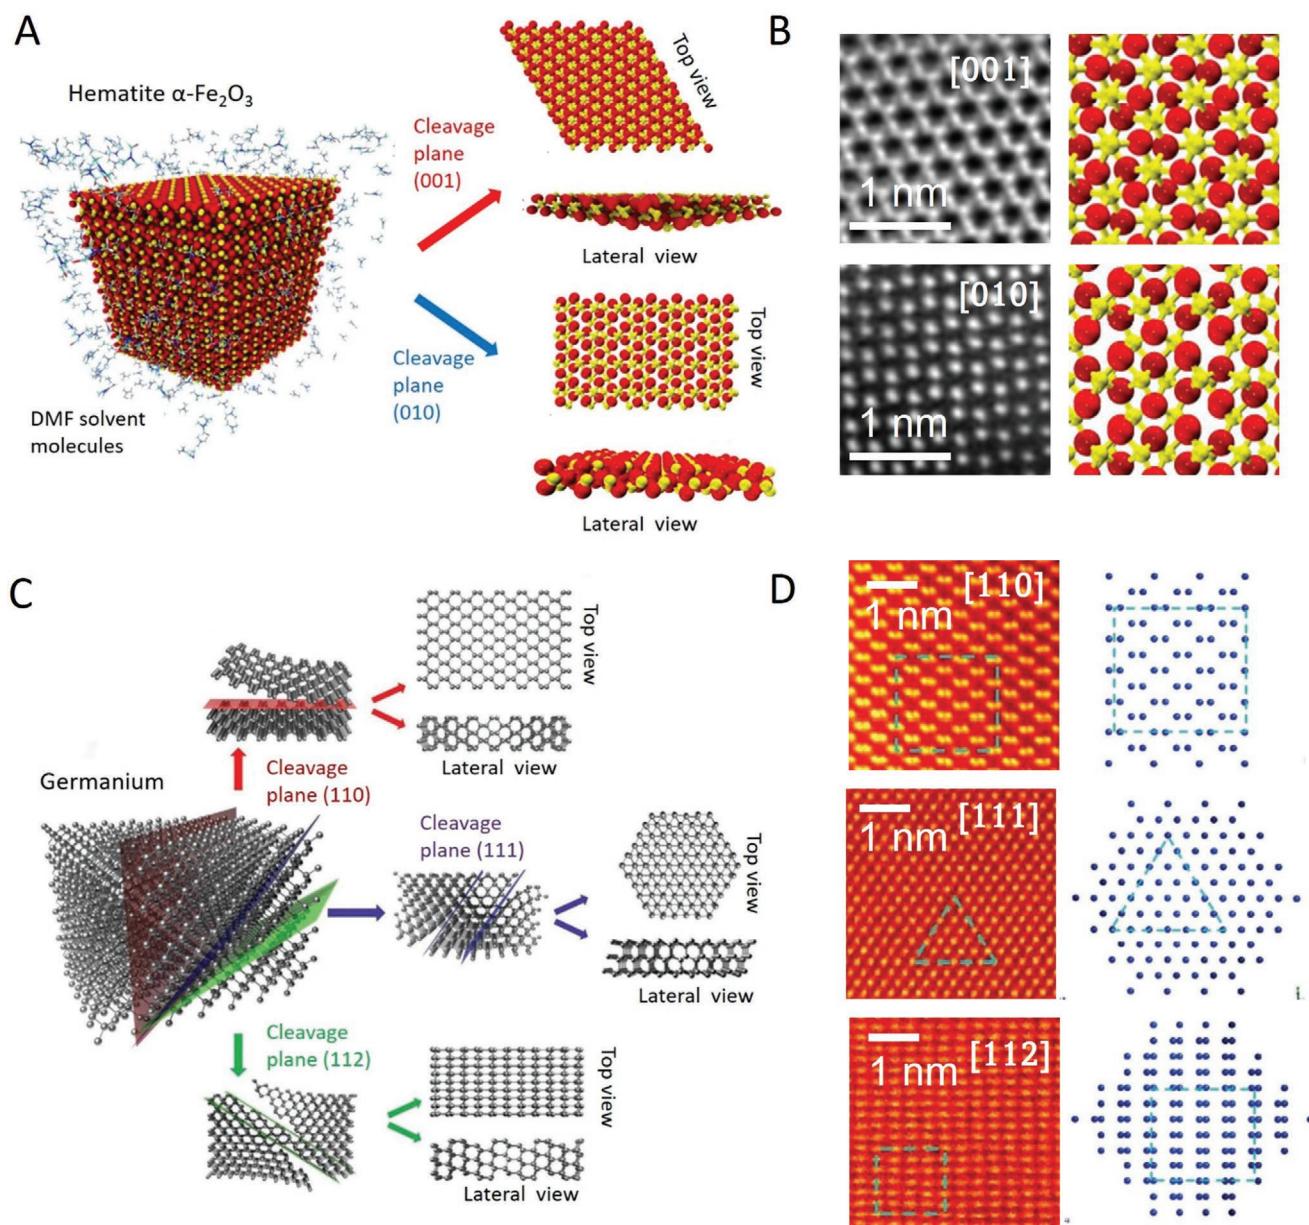 A
Hematite α-Fe₂O₃
DMF solvent
molecules
Cleavage
plane
(001)
Top view
Lateral view
Cleavage
plane
(010)
Top view
Lateral view
B
[001]
1 nm
[010]
1 nm
C
Germanium
Cleavage
plane (110)
Top view
Lateral view
Cleavage
plane (111)
Top view
Lateral view
Cleavage
plane (112)
Top view
Lateral view
D
[110]
1 nm
[111]
1 nm
[112]
1 nm